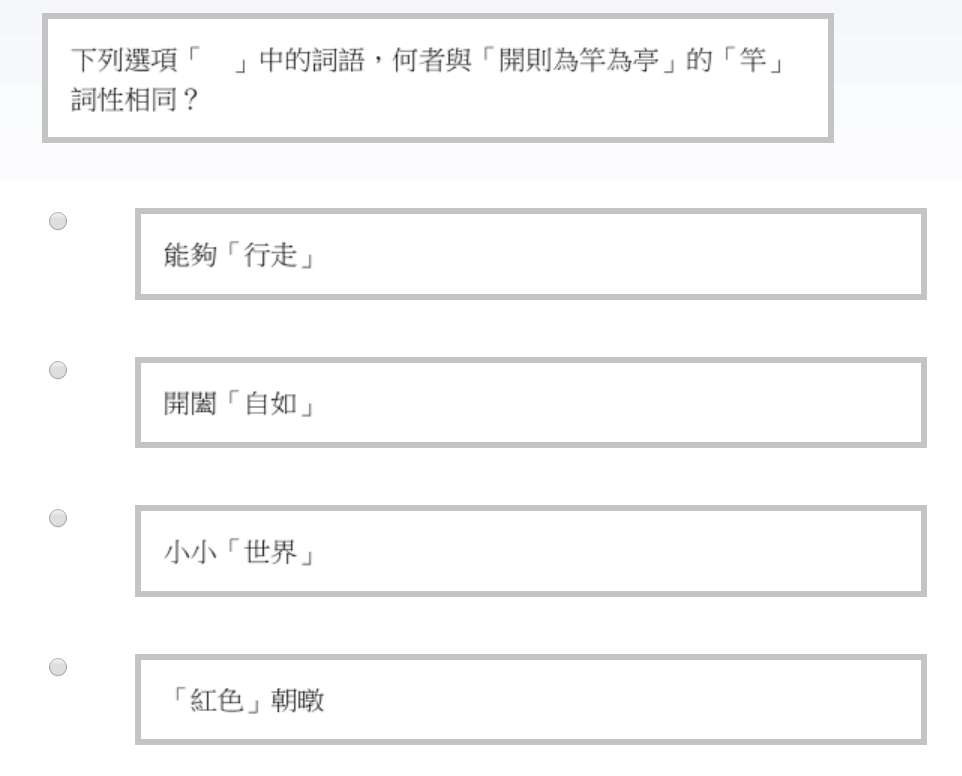 下列選項「　」中的詞語，何者與「開則為竿為亭」的「竿」
詞性相同？
能夠「行走」
開闔「自如」
小小「世界」
「紅色」朝暾